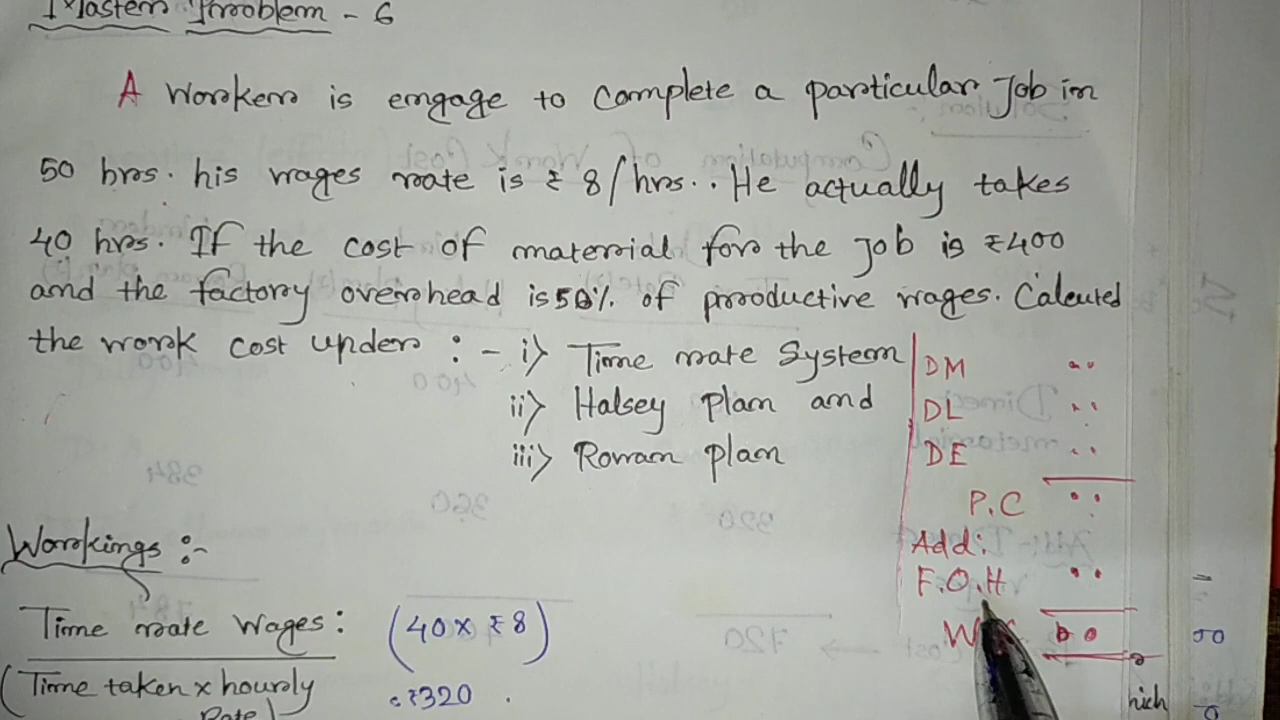 Master Problem - 6
A Worker is engage to complete a particular Job in
50 hrs. his wages rate is ₹ 8/hrs.. He actually takes
40 hrs. If the cost of material for the job is ₹400
and the factory overhead is 50% of productive wages. Calcuted
the work cost under : - i) Time rate System
ii) Halsey plan and
iii) Rowan plan
DM
DL
DE
P.C
Add:
F.O.H
Workings :-
Time rate wages: (40 x ₹8)
(Time taken x hourly
Rate)
₹320.